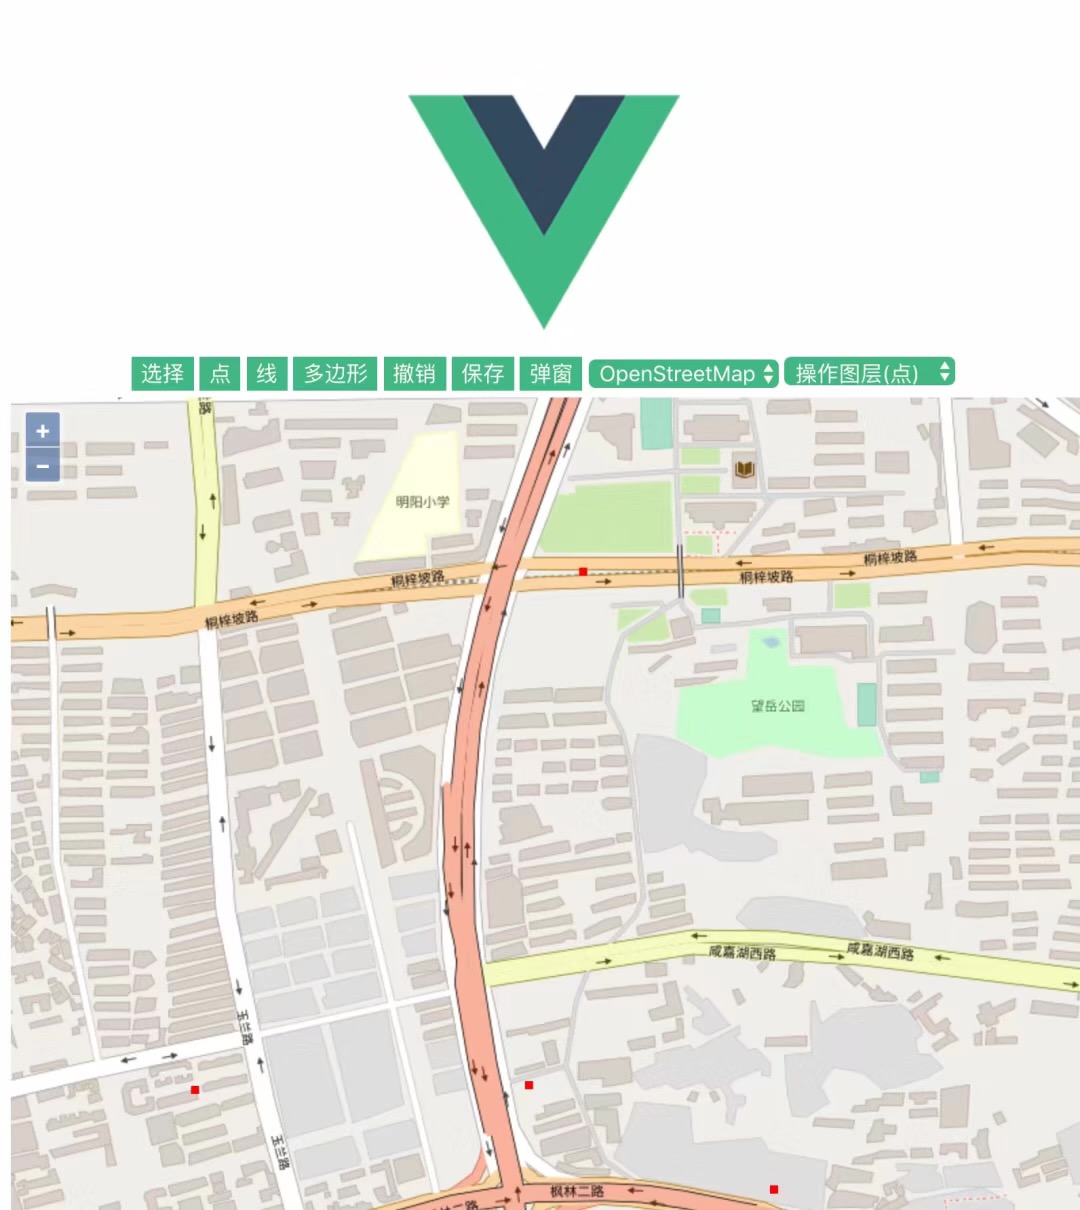 选择 点 线 多边形 撤销 保存 弹窗 OpenStreetMap 操作图层(点)
+
−
路
明阳小学
桐梓坡路
桐梓坡路
桐梓坡路
桐梓坡路
望岳公园
咸嘉湖西路
咸嘉湖西路
玉兰路
玉兰路
枫林二路